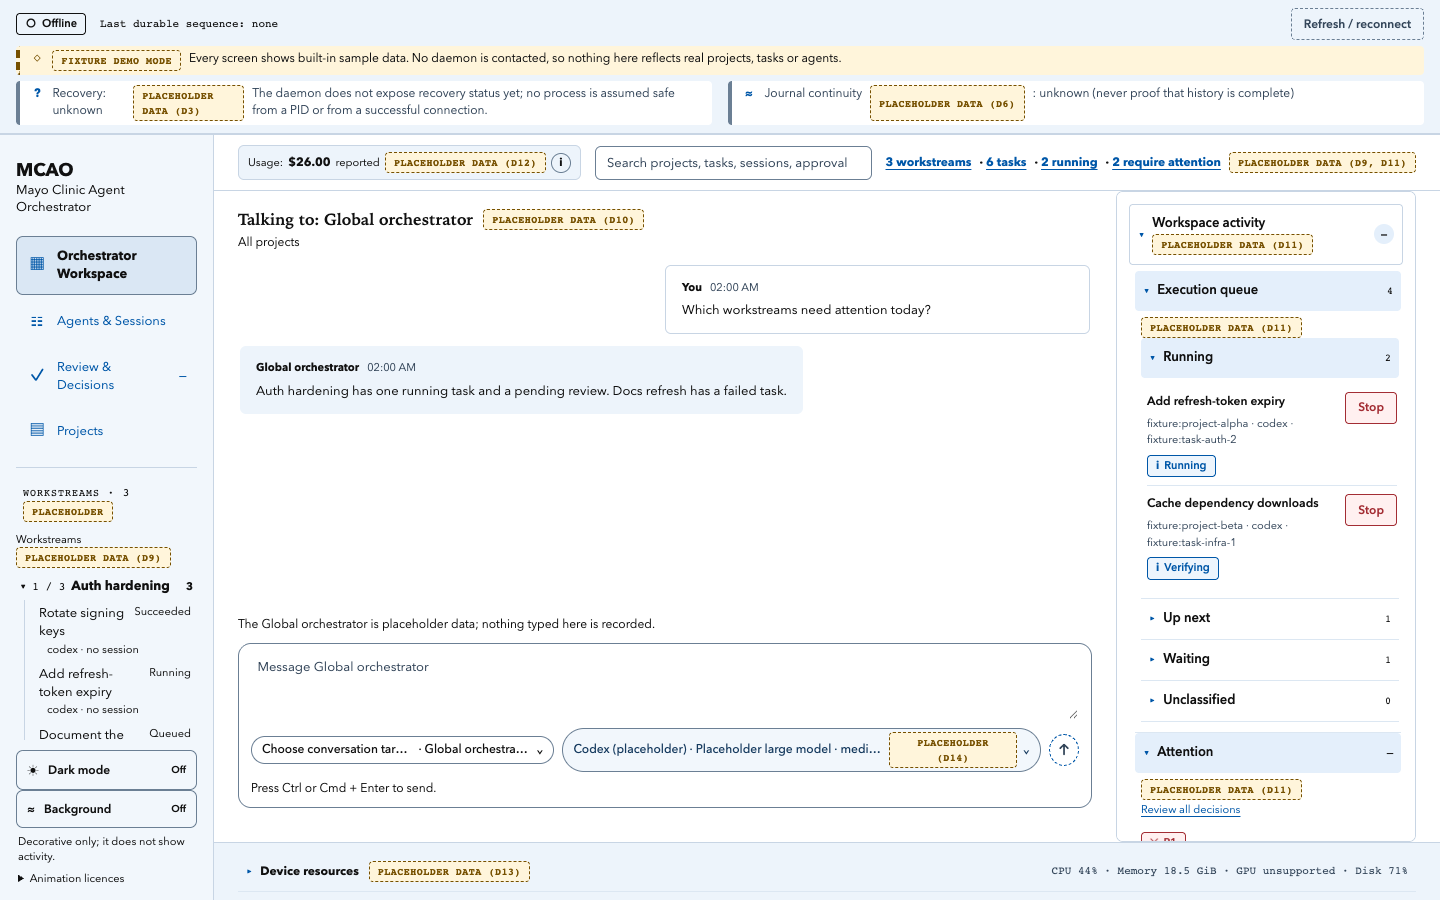 Offline
Last durable sequence: none
Refresh / reconnect
FIXTURE DEMO MODE
Every screen shows built-in sample data. No daemon is contacted, so nothing here reflects real projects, tasks or agents.
? Recovery:
unknown
PLACEHOLDER
DATA (D3)
The daemon does not expose recovery status yet; no process is assumed safe
from a PID or from a successful connection.
≈ Journal continuity
PLACEHOLDER DATA (D6)
: unknown (never proof that history is complete)
MCAO
Mayo Clinic Agent
Orchestrator
Orchestrator
Workspace
Agents & Sessions
Review &
Decisions –
Projects
WORKSTREAMS · 3
PLACEHOLDER
Workstreams
PLACEHOLDER DATA (D9)
1 / 3 Auth hardening 3
Rotate signing
keys
Succeeded
codex · no session
Add refresh-
token expiry
Running
codex · no session
Document the
Queued
Dark mode Off
≈ Background Off
Decorative only; it does not show
activity.
Animation licences
Usage: $26.00 reported PLACEHOLDER DATA (D12) i
Search projects, tasks, sessions, approval
3 workstreams · 6 tasks · 2 running · 2 require attention PLACEHOLDER DATA (D9, D11)
Talking to: Global orchestrator PLACEHOLDER DATA (D10)
All projects
You 02:00 AM
Which workstreams need attention today?
Global orchestrator 02:00 AM
Auth hardening has one running task and a pending review. Docs refresh has a failed task.
The Global orchestrator is placeholder data; nothing typed here is recorded.
Message Global orchestrator
Choose conversation tar... · Global orchestra...
Codex (placeholder) · Placeholder large model · medi...
PLACEHOLDER
(D14)
Press Ctrl or Cmd + Enter to send.
Workspace activity
PLACEHOLDER DATA (D11)
–
Execution queue 4
PLACEHOLDER DATA (D11)
Running 2
Add refresh-token expiry
fixture:project-alpha · codex ·
fixture:task-auth-2
Stop
i Running
Cache dependency downloads
fixture:project-beta · codex ·
fixture:task-infra-1
Stop
i Verifying
Up next 1
Waiting 1
Unclassified 0
Attention –
PLACEHOLDER DATA (D11)
Review all decisions
Device resources PLACEHOLDER DATA (D13)
CPU 44% · Memory 18.5 GiB · GPU unsupported · Disk 71%